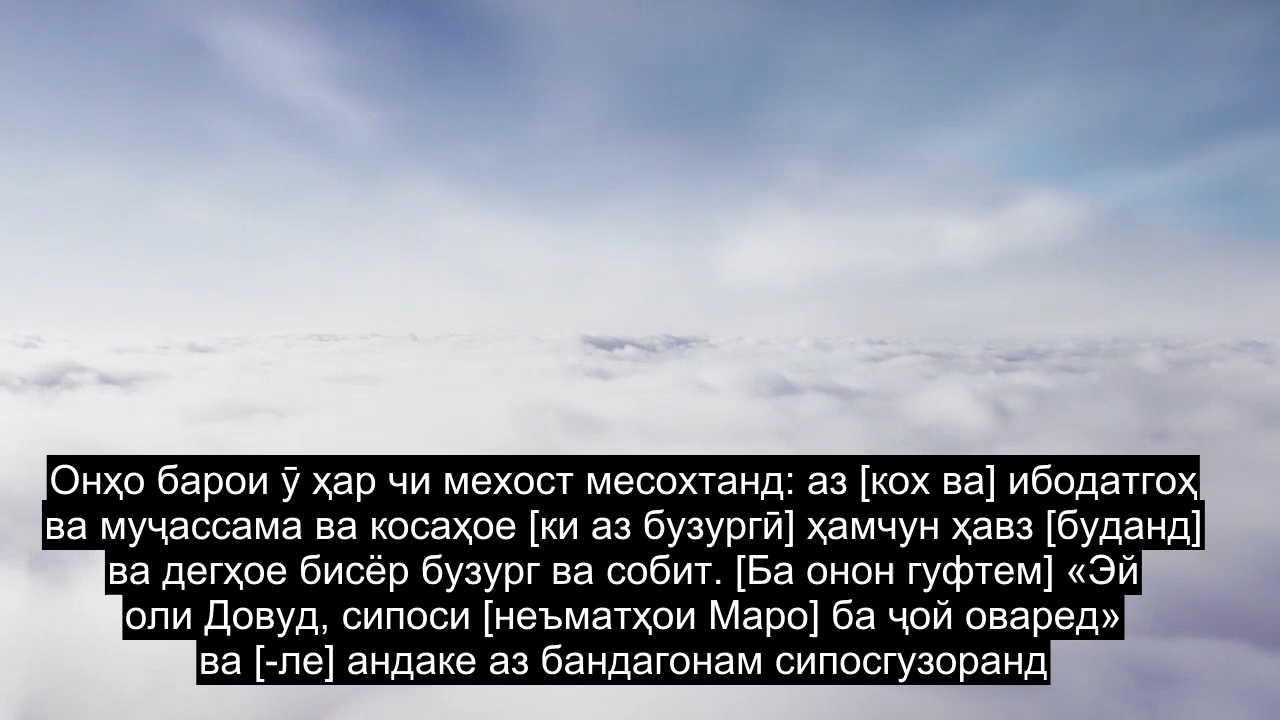 Онҳо барои ӯ ҳар чи мехост месохтанд: аз [кох ва] ибодатгоҳ
ва муҷассама ва косаҳое [ки аз бузургӣ] ҳамчун ҳавз [буданд]
ва дегҳое бисёр бузург ва собит. [Ба онон гуфтем] «Эй
оли Довуд, сипоси [неъматҳои Маро] ба ҷой оваред»
ва [-ле] андаке аз бандагонам сипосгузоранд